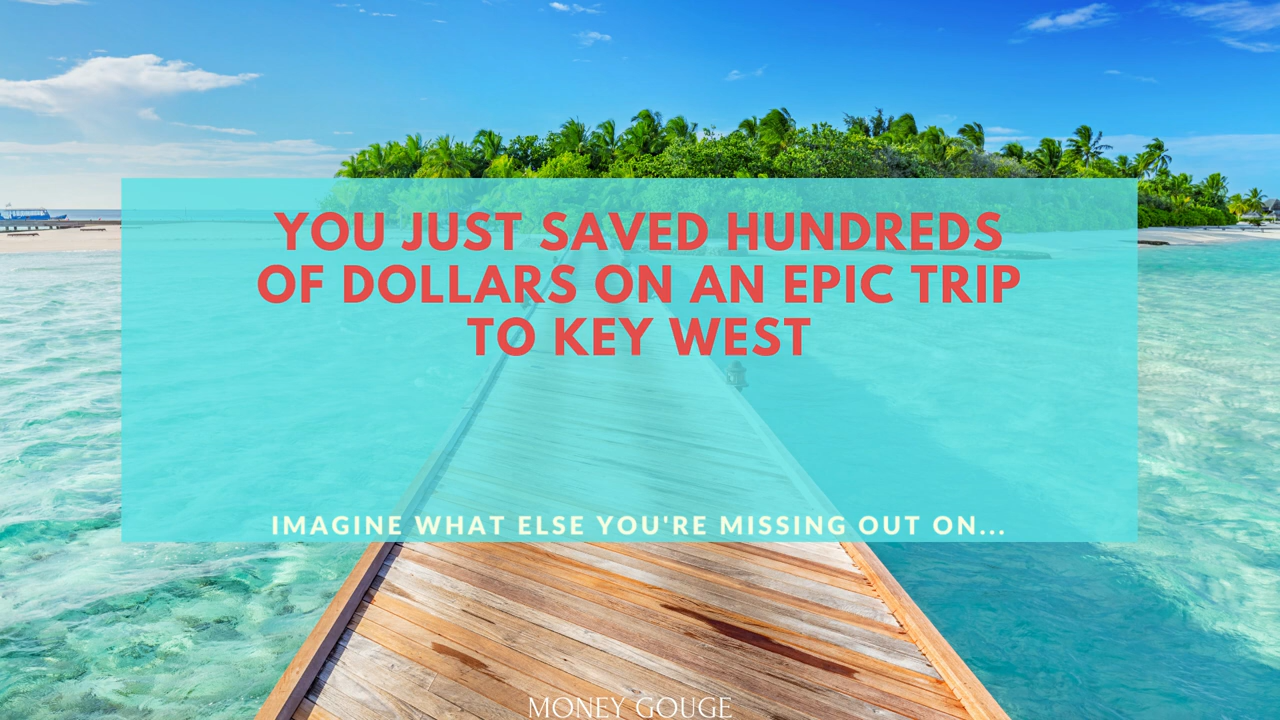 YOU JUST SAVED HUNDREDS
OF DOLLARS ON AN EPIC TRIP
TO KEY WEST
IMAGINE WHAT ELSE YOU'RE MISSING OUT ON...
MONEY GOUGE